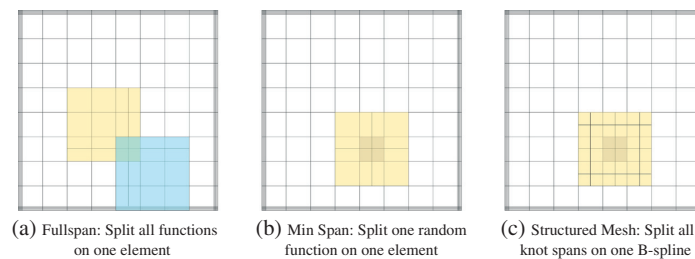 (a) Fullspan: Split all functions
on one element
(b) Min Span: Split one random
function on one element
(c) Structured Mesh: Split all
knot spans on one B-spline